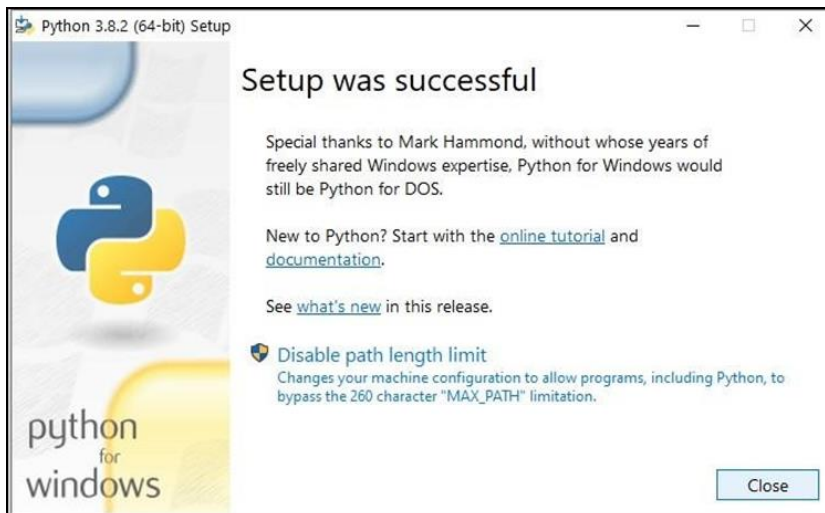 Python 3.8.2 (64-bit) Setup
Setup was successful
Special thanks to Mark Hammond, without whose years of
freely shared Windows expertise, Python for Windows would
still be Python for DOS.
New to Python? Start with the online tutorial and
documentation.
See what's new in this release.
Disable path length limit
Changes your machine configuration to allow programs, including Python, to
bypass the 260 character "MAX_PATH" limitation.
python
for
windows
Close